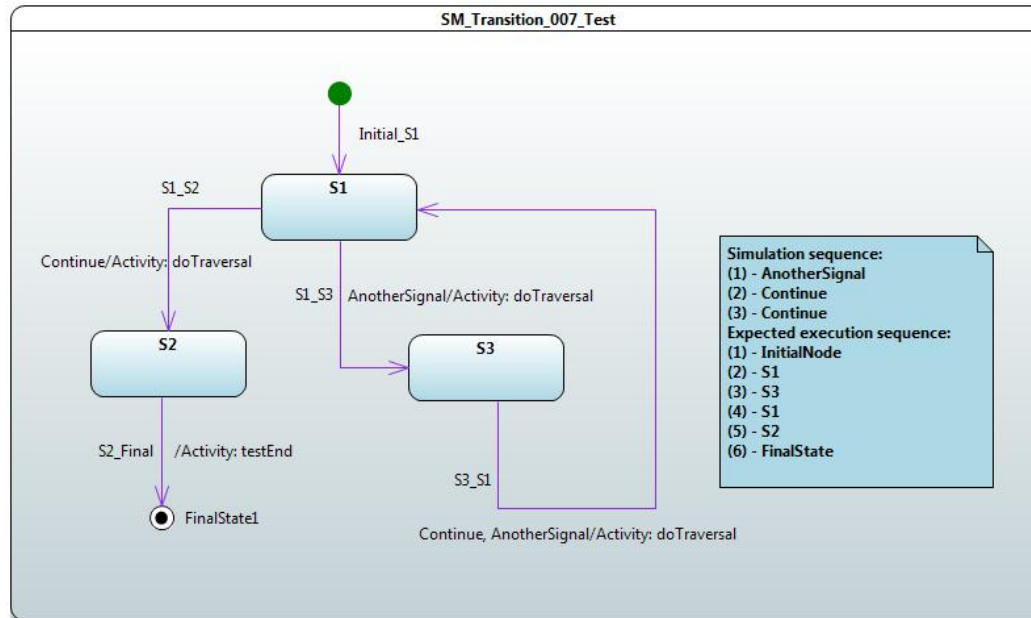 SM_Transition_007_Test
Initial_S1
S1_S2
S1
Continue/Activity: doTraversal
S1_S3
AnotherSignal/Activity: doTraversal
S2
S3
S2_Final
/Activity: testEnd
S3_S1
FinalState1
Continue, AnotherSignal/Activity: doTraversal
Simulation sequence:
(1) - AnotherSignal
(2) - Continue
(3) - Continue
Expected execution sequence:
(1) - InitialNode
(2) - S1
(3) - S3
(4) - S1
(5) - S2
(6) - FinalState